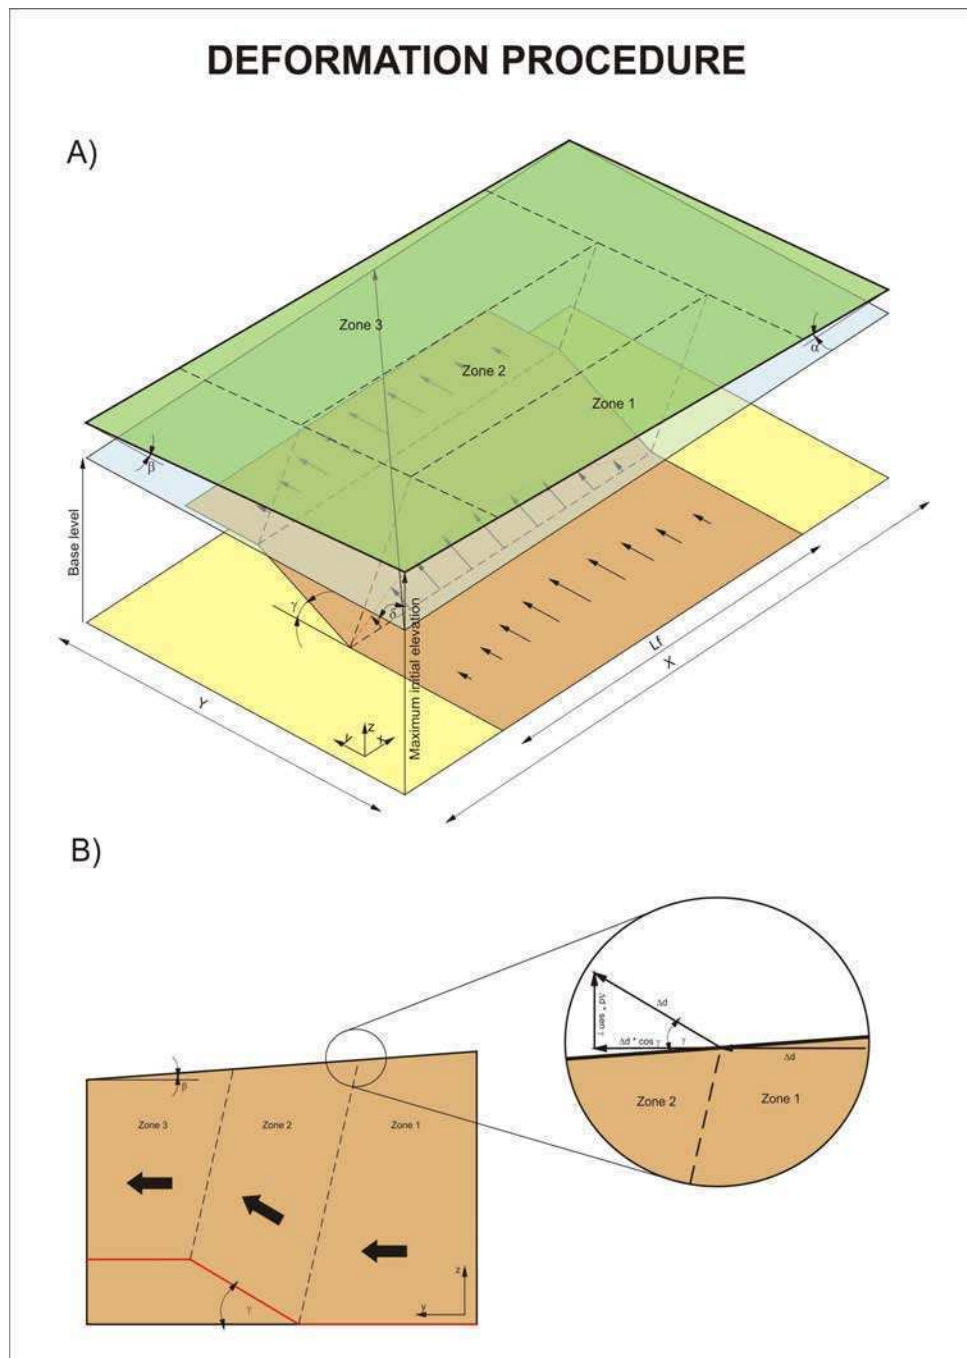 DEFORMATION PROCEDURE
A)
Zone 3
Zone 2
Zone 1
α
β
Base level
γ
δ
Maximum initial elevation
Lf
X
Y
z
y
x
B)
Δd
Δd * sen γ
Δd * cos γ
γ
Δd
Zone 2
Zone 1
β
Zone 3
Zone 2
Zone 1
z
y
γ